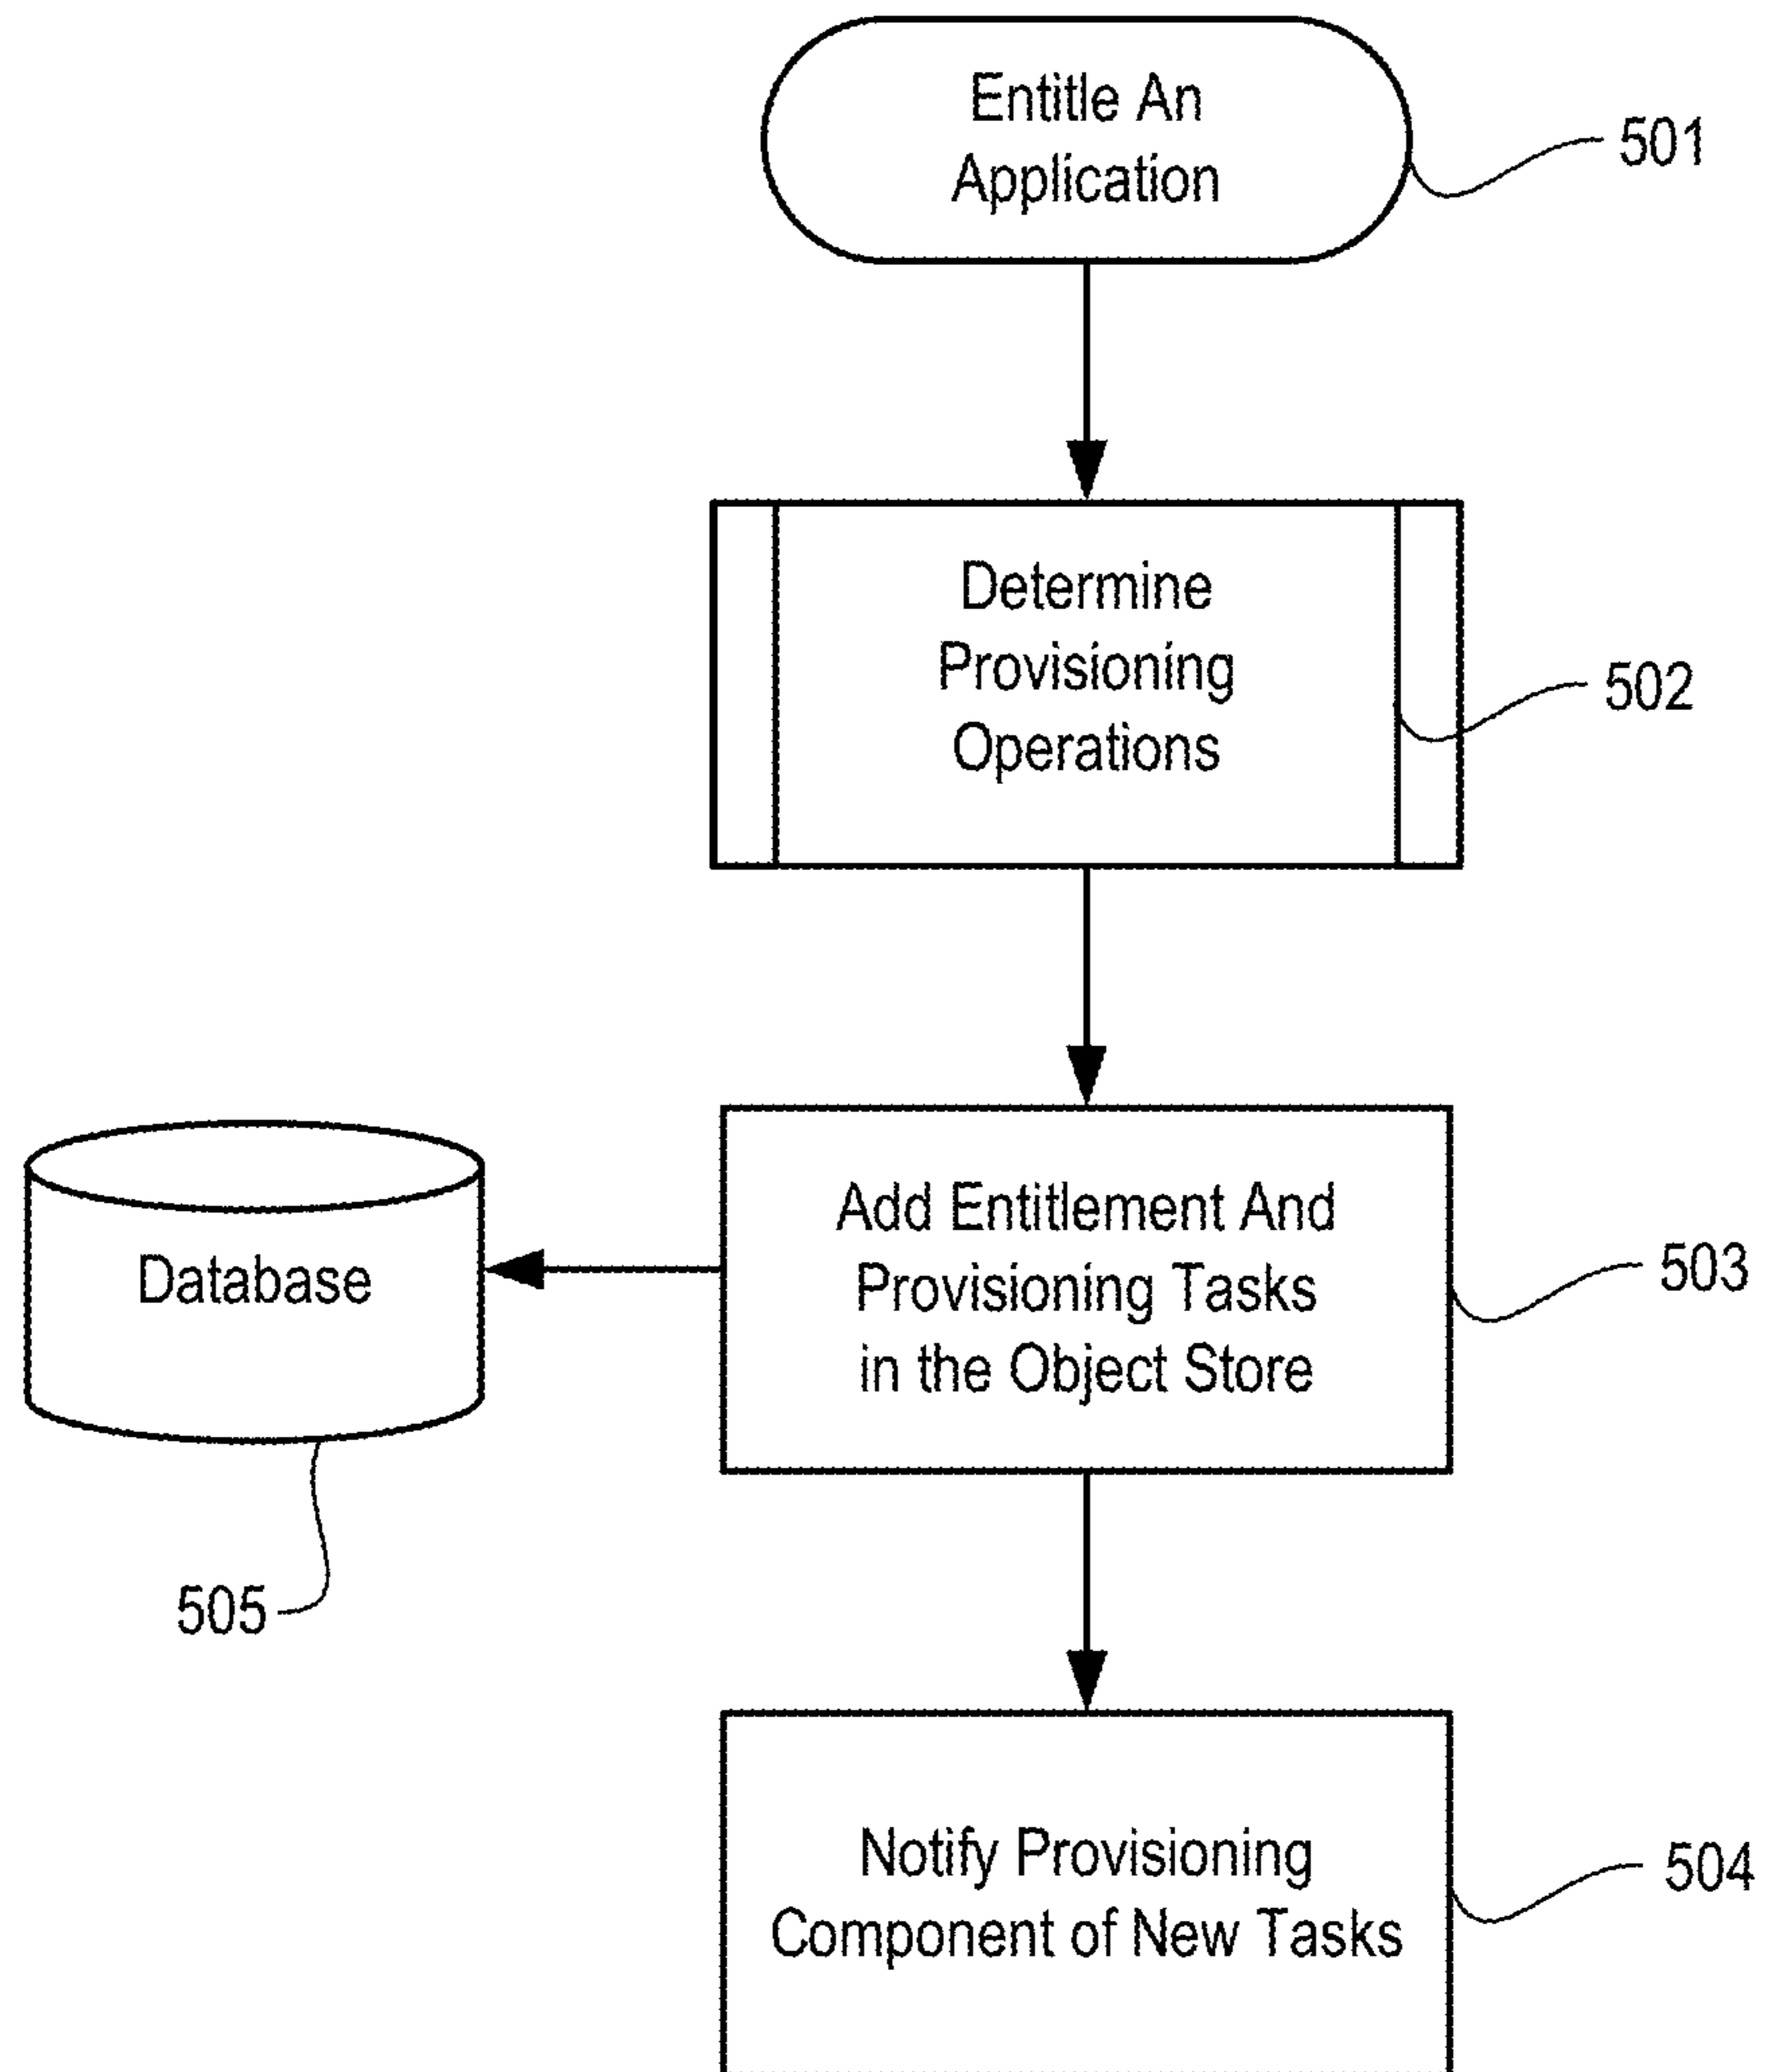 Entitle An
Application
501
Determine
Provisioning
Operations
502
Add Entitlement And
Provisioning Tasks
in the Object Store
503
Database
505
Notify Provisioning
Component of New Tasks
504